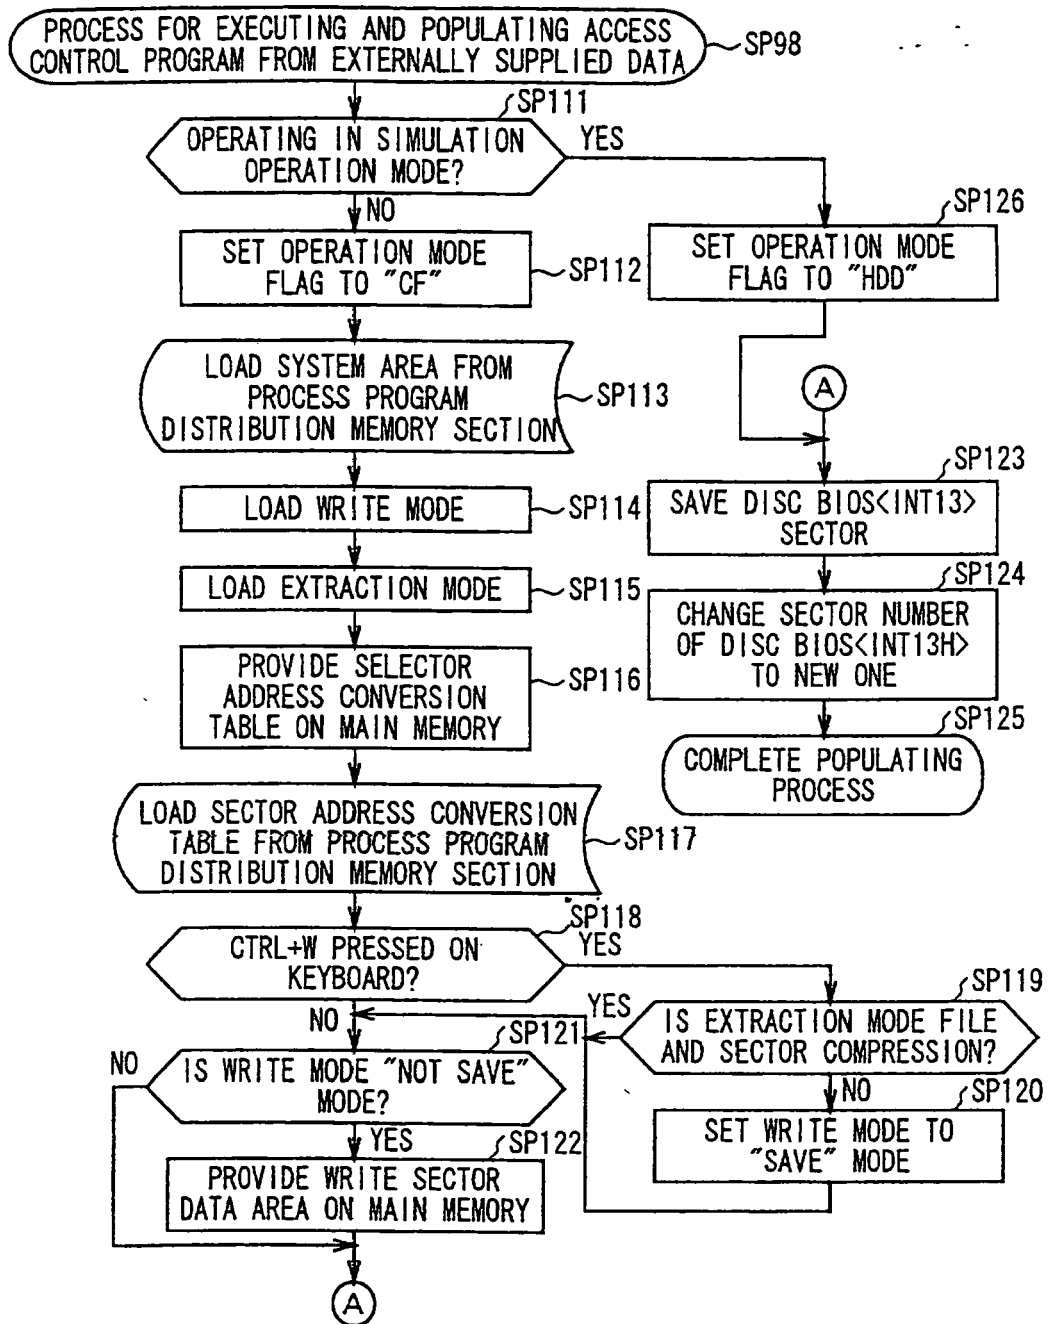 PROCESS FOR EXECUTING AND POPULATING ACCESS
CONTROL PROGRAM FROM EXTERNALLY SUPPLIED DATA
SP98
SP111
OPERATING IN SIMULATION
OPERATION MODE?
YES
NO
SP126
SET OPERATION MODE
FLAG TO "CF"
SP112
SET OPERATION MODE
FLAG TO "HDD"
LOAD SYSTEM AREA FROM
PROCESS PROGRAM
DISTRIBUTION MEMORY SECTION
SP113
A
SP123
LOAD WRITE MODE
SP114
SAVE DISC BIOS<INT13>
SECTOR
LOAD EXTRACTION MODE
SP115
SP124
CHANGE SECTOR NUMBER
OF DISC BIOS<INT13H>
TO NEW ONE
PROVIDE SELECTOR
ADDRESS CONVERSION
TABLE ON MAIN MEMORY
SP116
SP125
COMPLETE POPULATING
PROCESS
LOAD SECTOR ADDRESS CONVERSION
TABLE FROM PROCESS PROGRAM
DISTRIBUTION MEMORY SECTION
SP117
SP118
CTRL+W PRESSED ON
KEYBOARD?
YES
NO
SP119
YES
IS EXTRACTION MODE FILE
AND SECTOR COMPRESSION?
NO
SP121
NO
IS WRITE MODE "NOT SAVE"
MODE?
YES
SP120
SET WRITE MODE TO
"SAVE" MODE
SP122
PROVIDE WRITE SECTOR
DATA AREA ON MAIN MEMORY
A